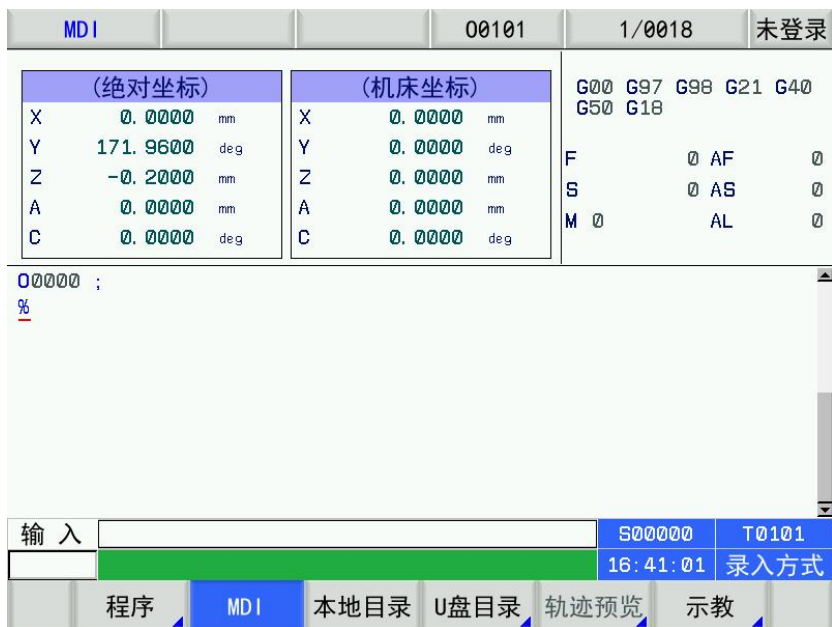 MDI O0101 1/0018 未登录
(绝对坐标) (机床坐标) G00 G97 G98 G21 G40
G50 G18
X 0.0000 mm X 0.0000 mm
Y 171.9600 deg Y 0.0000 deg F 0 AF 0
Z -0.2000 mm Z 0.0000 mm S 0 AS 0
A 0.0000 mm A 0.0000 mm M 0 AL 0
C 0.0000 deg C 0.0000 deg
O0000 ;
%
输入 S00000 T0101
16:41:01 录入方式
程序 MDI 本地目录 U盘目录 轨迹预览 示教